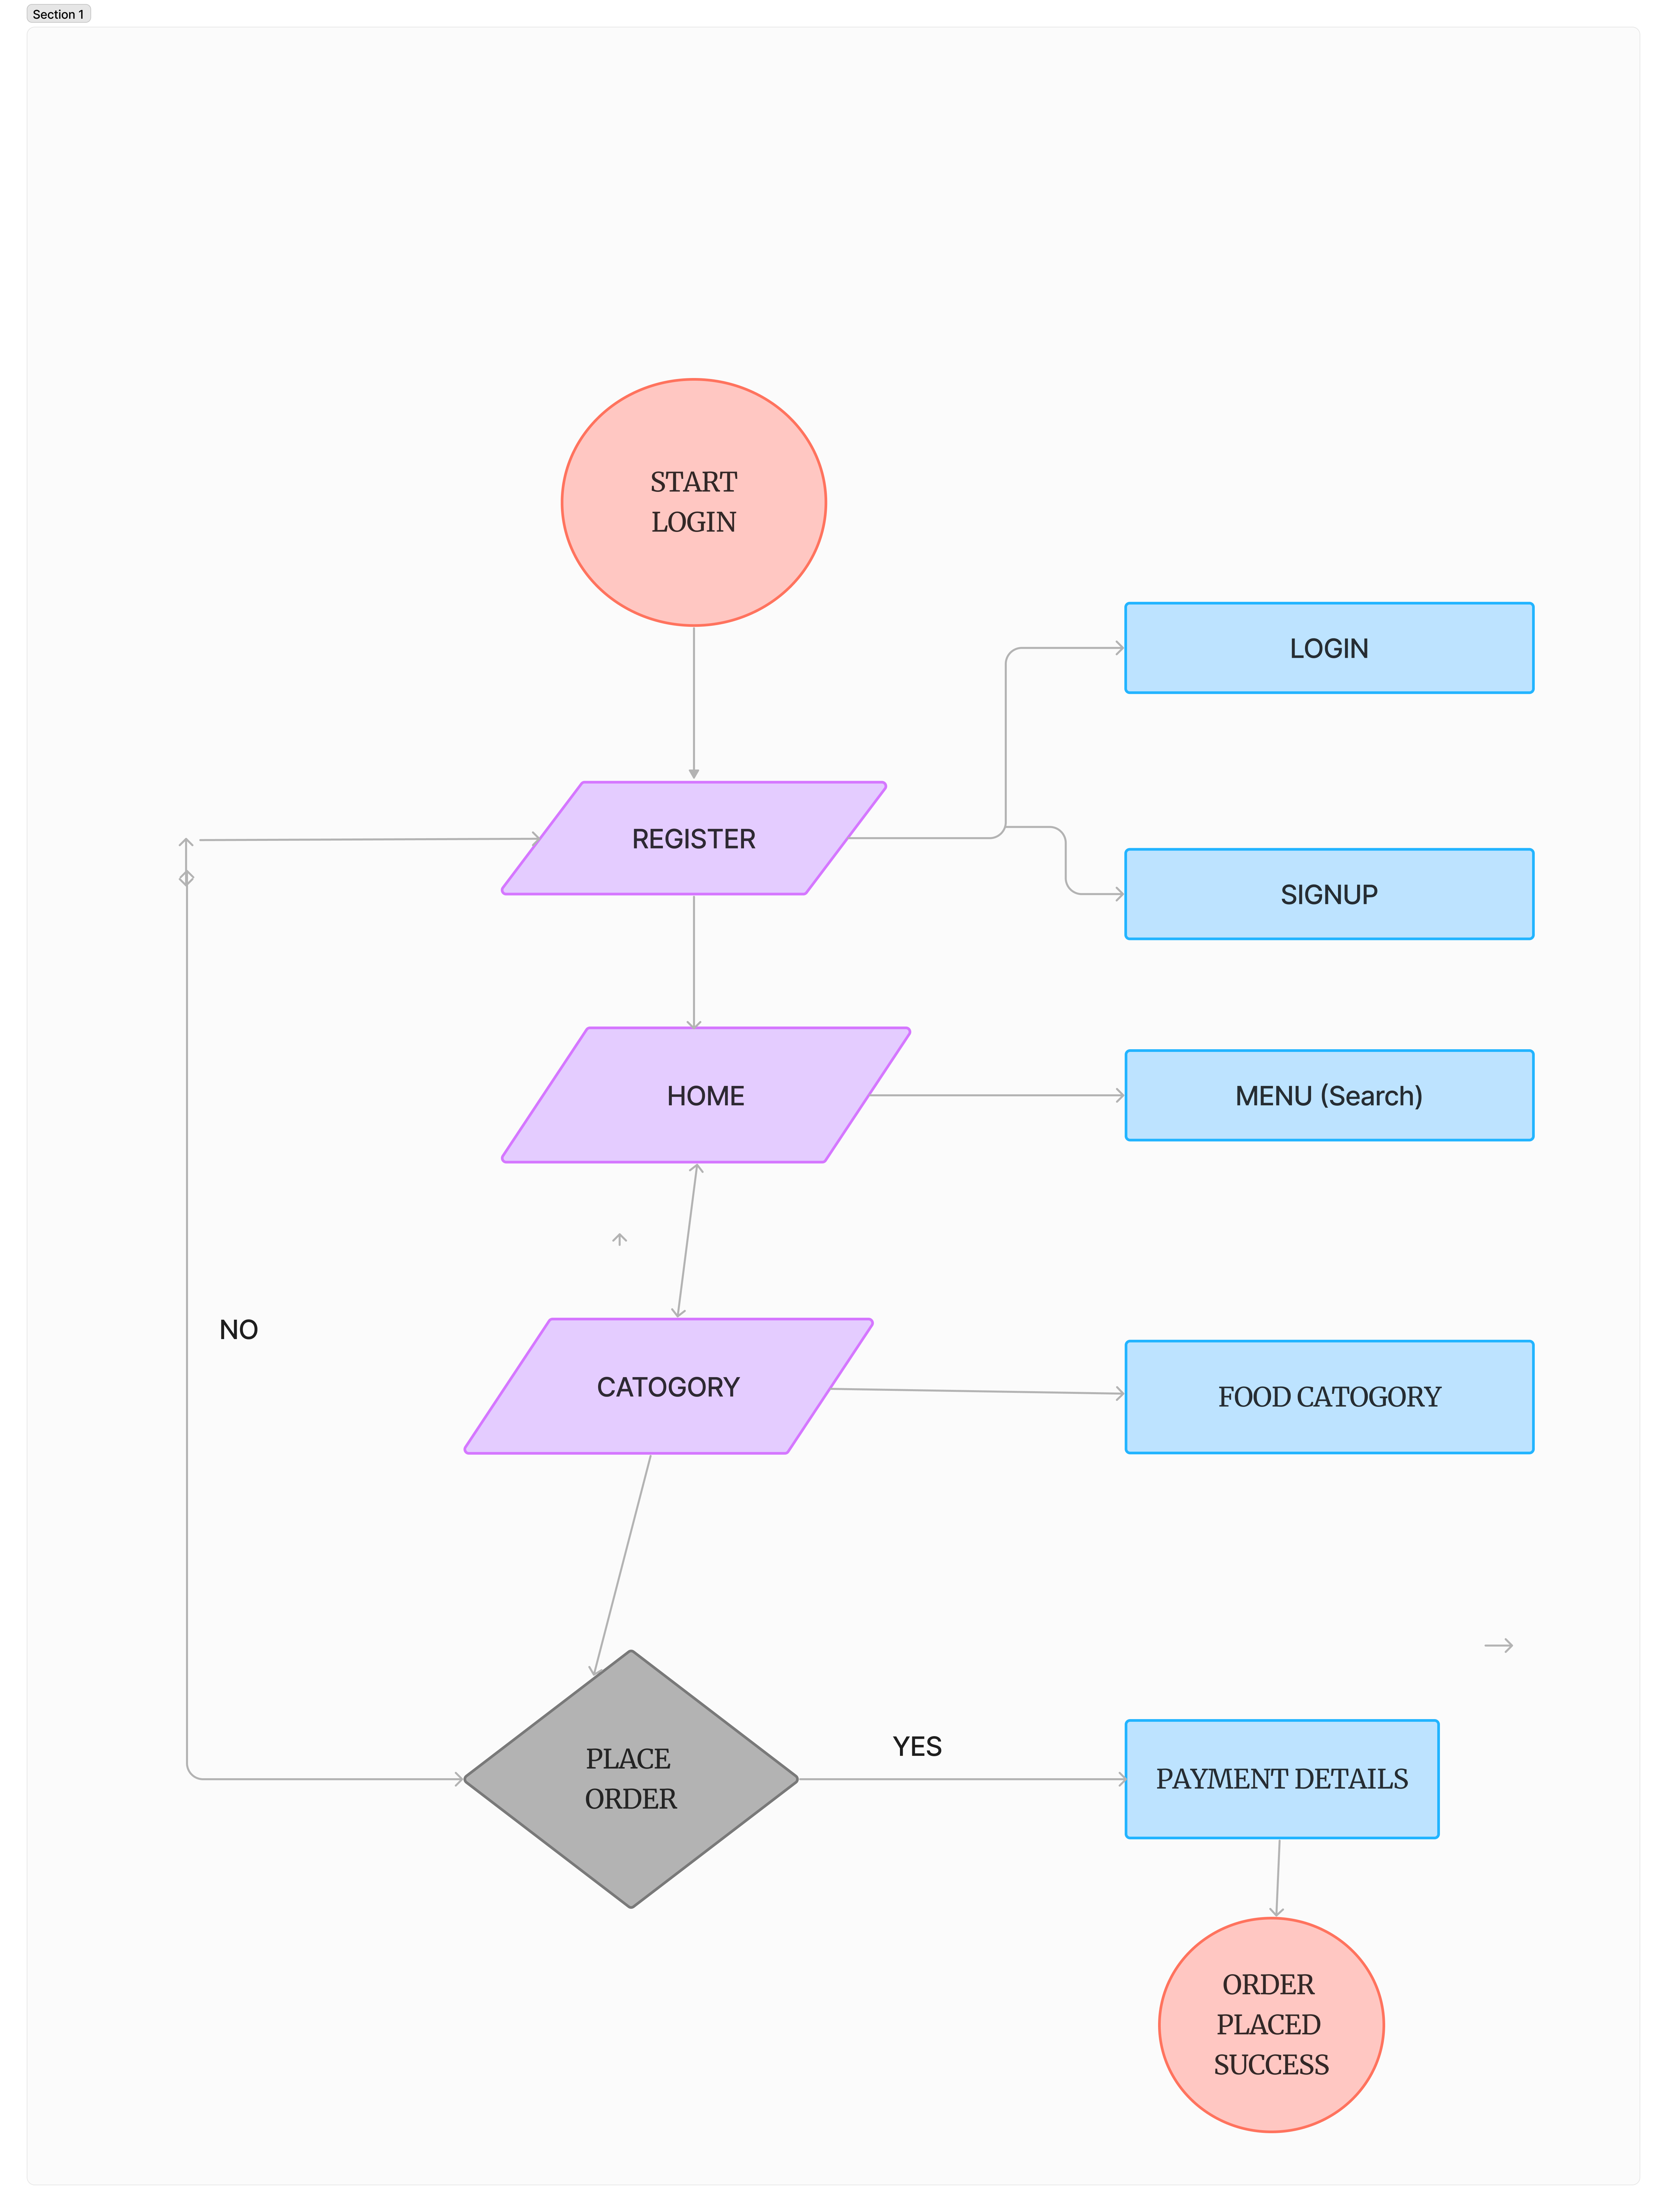 Section 1
START
LOGIN
LOGIN
REGISTER
SIGNUP
HOME
MENU (Search)
NO
CATOGORY
FOOD CATOGORY
YES
PLACE
ORDER
PAYMENT DETAILS
ORDER
PLACED
SUCCESS